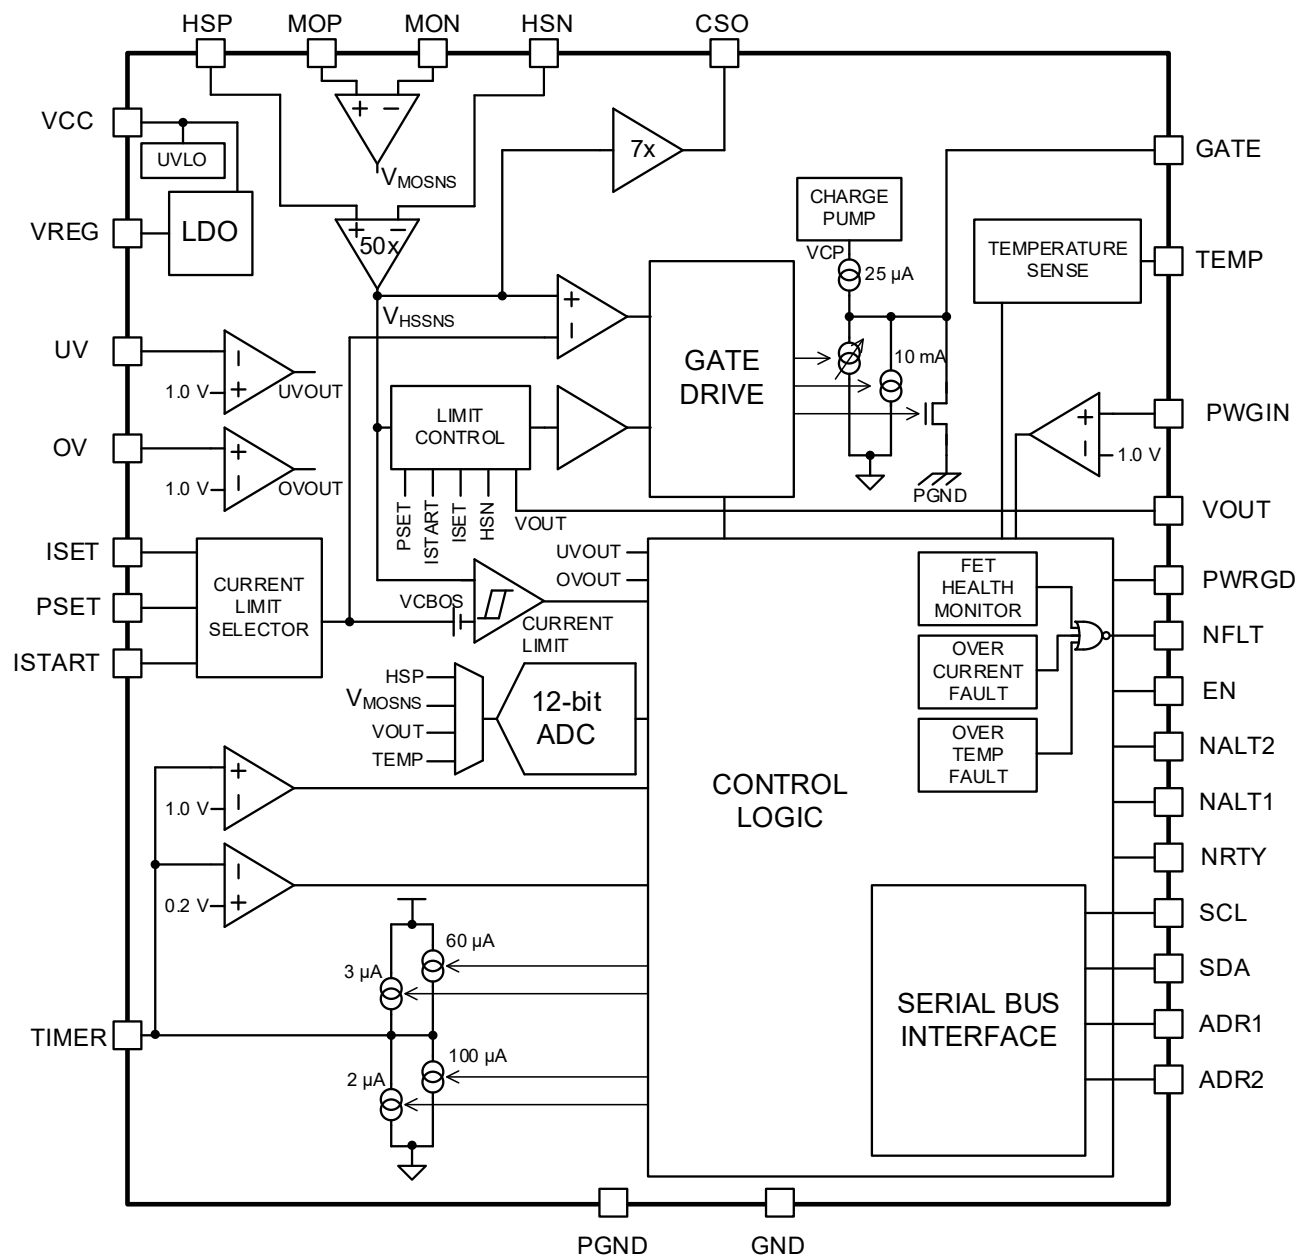 HSP MOP MON HSN CSO
VCC
UVLO
VREG
LDO
+ −
VMOSNS
+ −
50x
VHSSNS
7x
CHARGE
PUMP
VCP
25 µA
10 mA
GATE
TEMPERATURE
SENSE
TEMP
UV
−
1.0 V +
UVOUT
OV
+
1.0 V −
OVOUT
+
−
GATE
DRIVE
LIMIT
CONTROL
PSET
ISTART
ISET
HSN
VOUT
PGND
+
−
1.0 V
PWGIN
VOUT
ISET
PSET
ISTART
CURRENT
LIMIT
SELECTOR
VCBOS
CURRENT
LIMIT
UVOUT
OVOUT
HSP
VMOSNS
VOUT
TEMP
12-bit
ADC
FET
HEALTH
MONITOR
OVER
CURRENT
FAULT
OVER
TEMP
FAULT
CONTROL
LOGIC
PWRGD
NFLT
EN
NALT2
NALT1
NRTY
+
1.0 V −
−
0.2 V +
60 µA
3 µA
TIMER
100 µA
2 µA
SERIAL BUS
INTERFACE
SCL
SDA
ADR1
ADR2
PGND GND